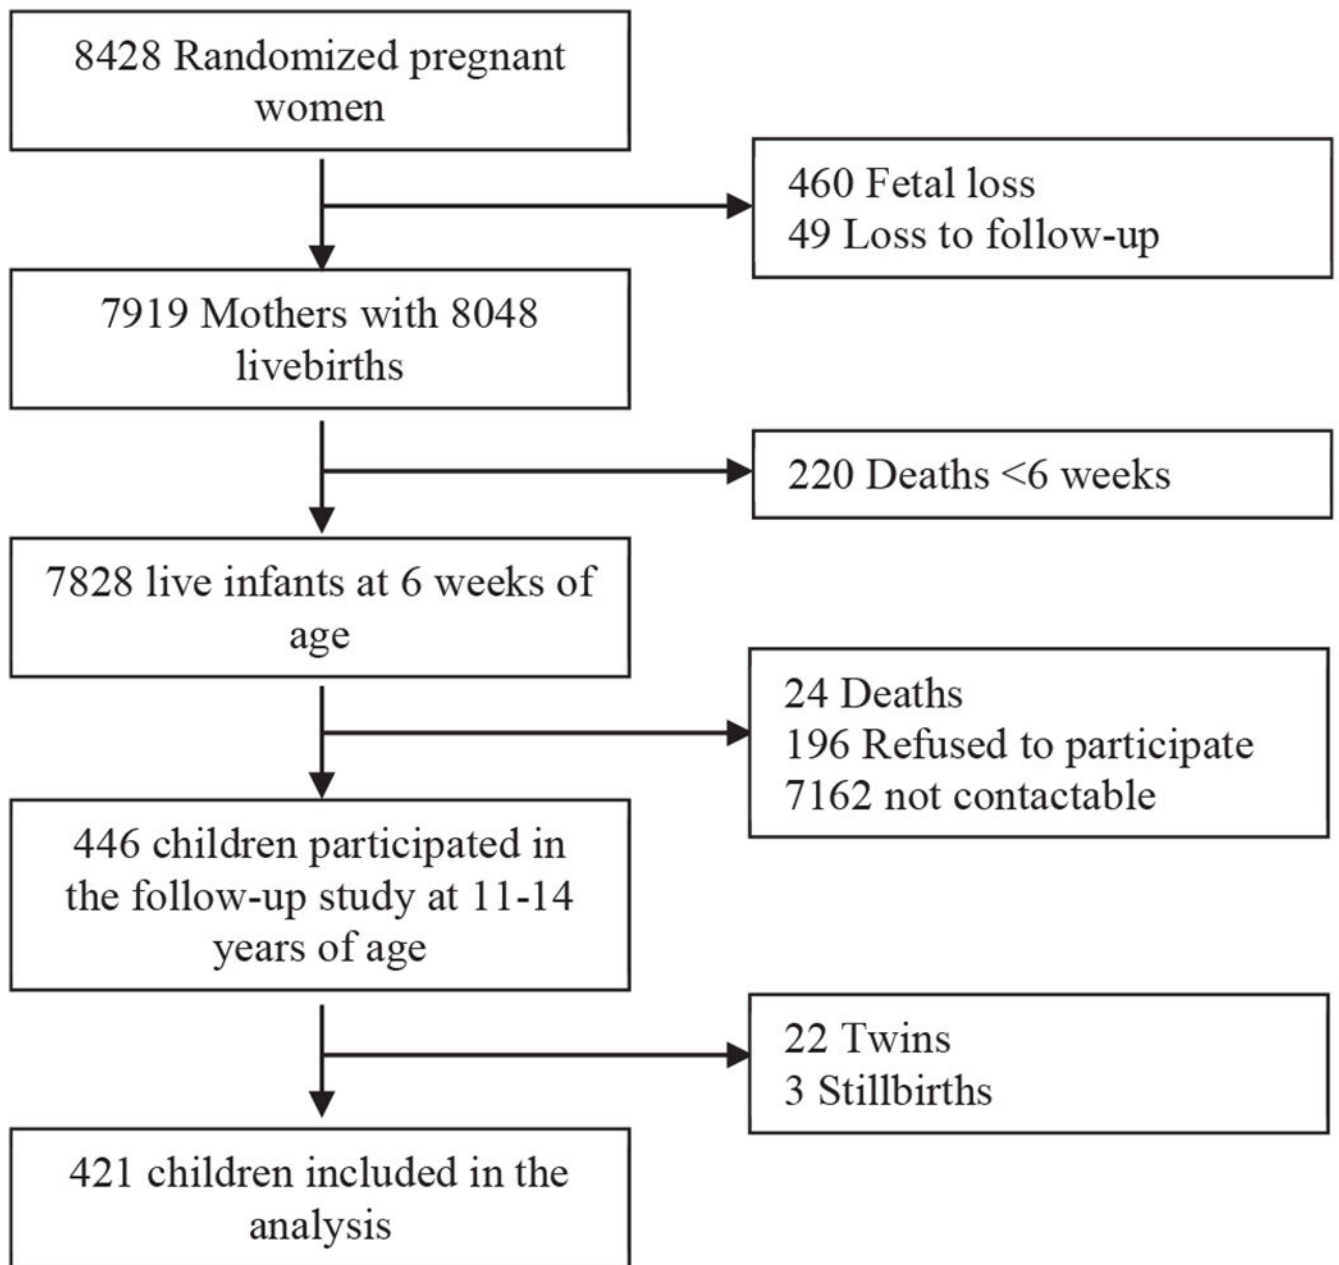 8428 Randomized pregnant
women
460 Fetal loss
49 Loss to follow-up
7919 Mothers with 8048
livebirths
220 Deaths <6 weeks
7828 live infants at 6 weeks of
age
24 Deaths
196 Refused to participate
7162 not contactable
446 children participated in
the follow-up study at 11-14
years of age
22 Twins
3 Stillbirths
421 children included in the
analysis